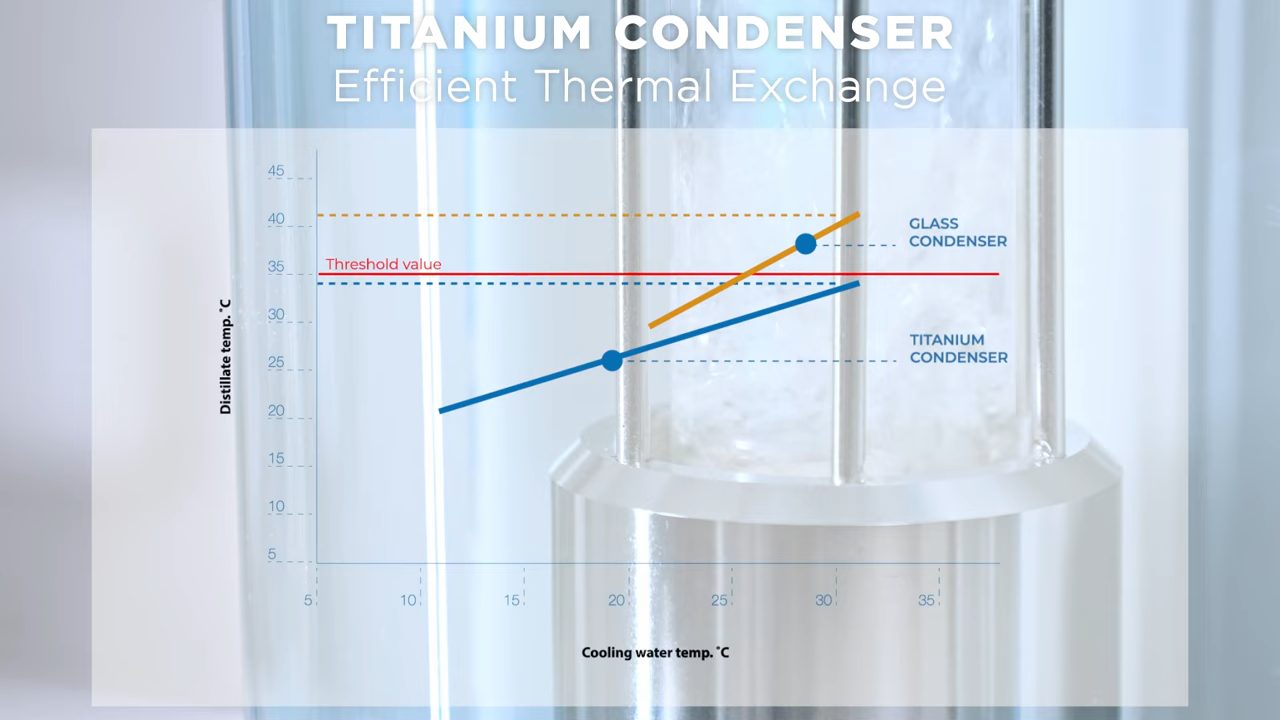 TITANIUM CONDENSER
Efficient Thermal Exchange
45
40
35
30
25
20
15
10
5
Distillate temp. °C
Threshold value
GLASS
CONDENSER
TITANIUM
CONDENSER
5
10
15
20
25
30
35
Cooling water temp. °C